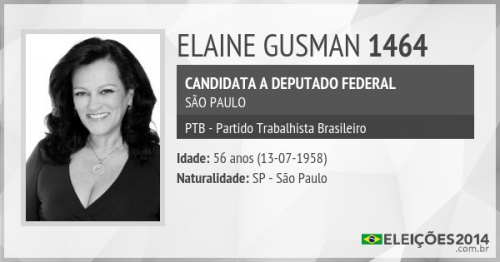 ELAINE GUSMAN 1464
CANDIDATA A DEPUTADO FEDERAL
SÃO PAULO
PTB - Partido Trabalhista Brasileiro
Idade: 56 anos (13-07-1958)
Naturalidade: SP - São Paulo
ELEIÇÕES2014
.com.br